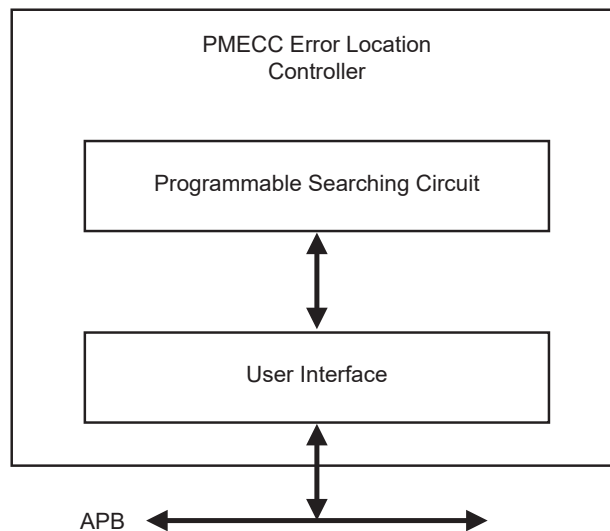 PMECC Error Location
Controller
Programmable Searching Circuit
User Interface
APB